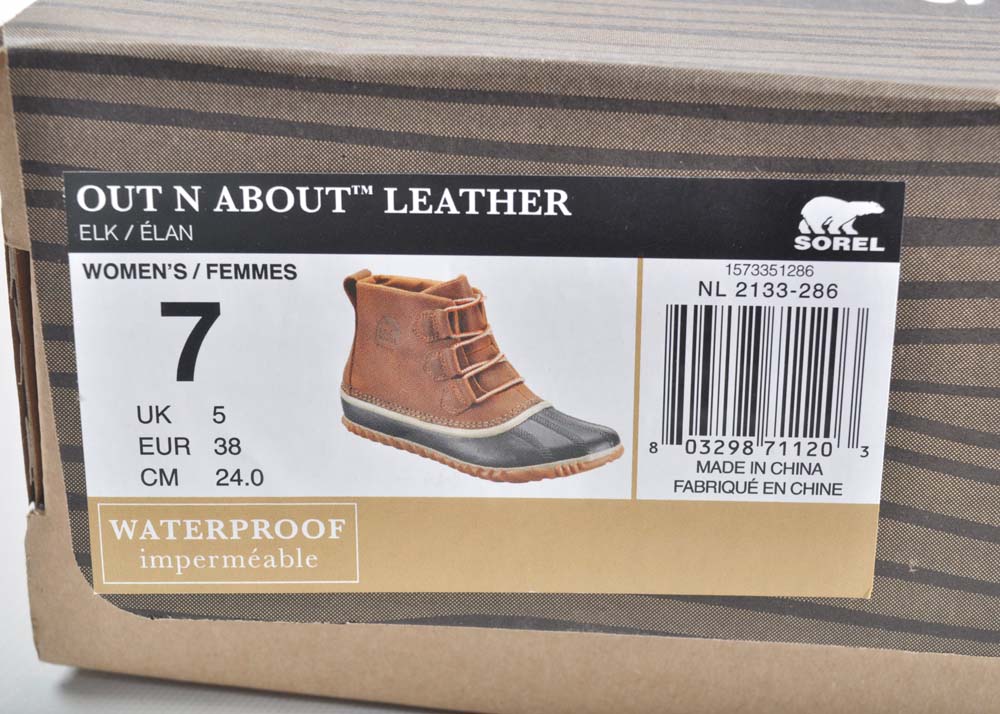 OUT N ABOUT™ LEATHER
ELK / ÉLAN
SOREL
WOMEN'S / FEMMES
7
UK 5
EUR 38
CM 24.0
1573351286
NL 2133-286
8 03298 71120 3
MADE IN CHINA
FABRIQUÉ EN CHINE
WATERPROOF
imperméable